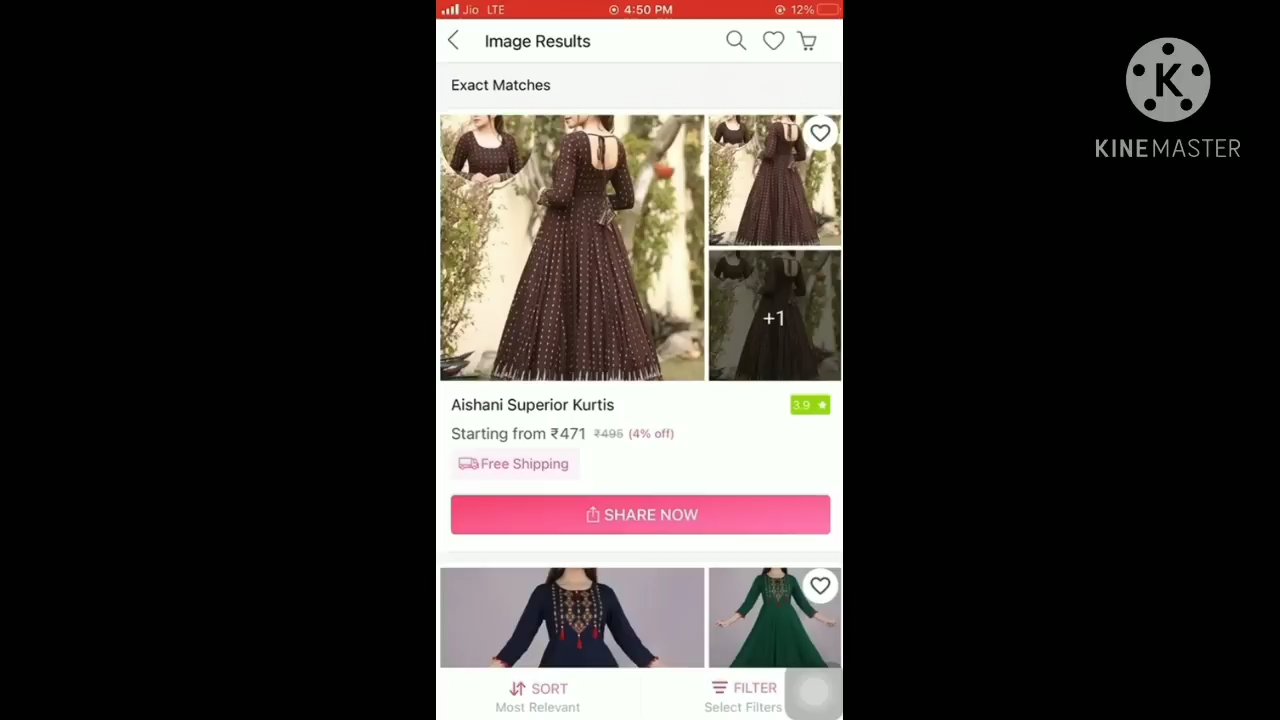 Jio LTE 4:50 PM 12%
Image Results
Exact Matches
+1
Aishani Superior Kurtis 3.9
Starting from ₹471 ₹495 (4% off)
Free Shipping
SHARE NOW
SORT
Most Relevant
FILTER
Select Filters
K
KINEMASTER